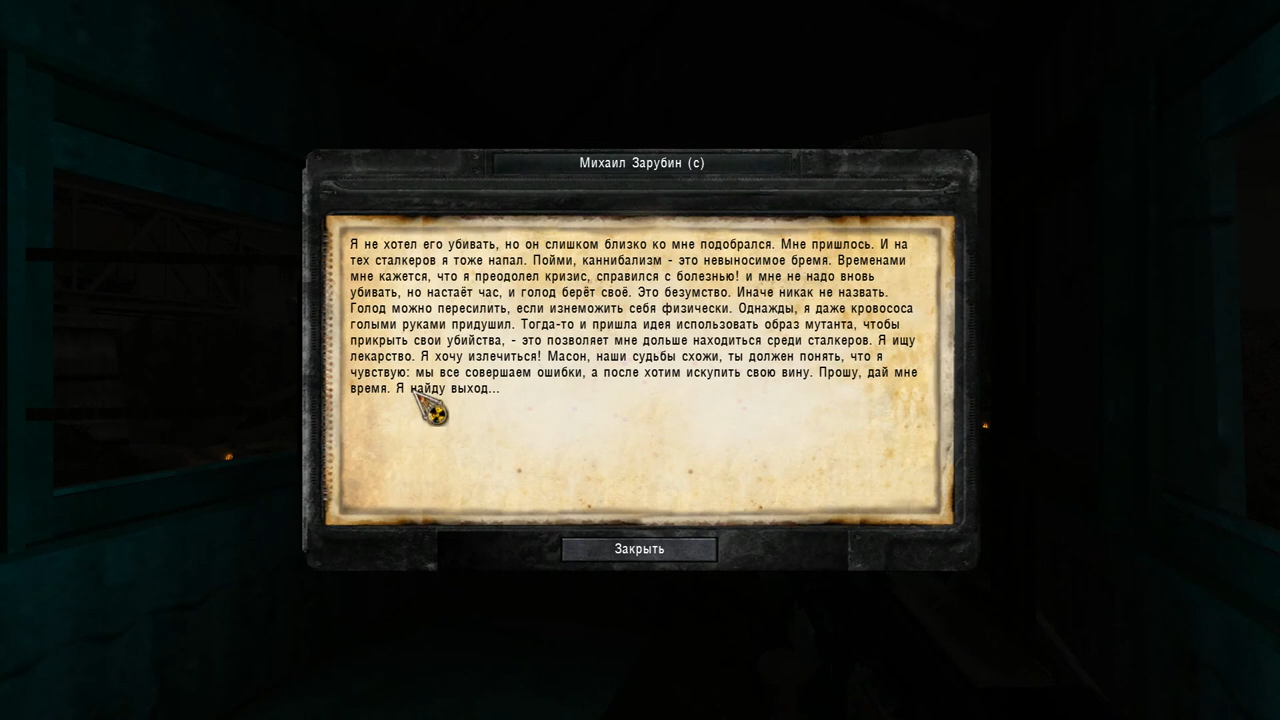 Михаил Зарубин (с)
Я не хотел его убивать, но он слишком близко ко мне подобрался. Мне пришлось. И на
тех сталкеров я тоже напал. Пойми, каннибализм - это невыносимое бремя. Временами
мне кажется, что я преодолел кризис, справился с болезнью! и мне не надо вновь
убивать, но настаёт час, и голод берёт своё. Это безумство. Иначе никак не назвать.
Голод можно пересилить, если изнеможить себя физически. Однажды, я даже кровососа
голыми руками придушил. Тогда-то и пришла идея использовать образ мутанта, чтобы
прикрыть свои убийства, - это позволяет мне дольше находиться среди сталкеров. Я ищу
лекарство. Я хочу излечиться! Масон, наши судьбы схожи, ты должен понять, что я
чувствую: мы все совершаем ошибки, а после хотим искупить свою вину. Прошу, дай мне
время. Я найду выход...
Закрыть